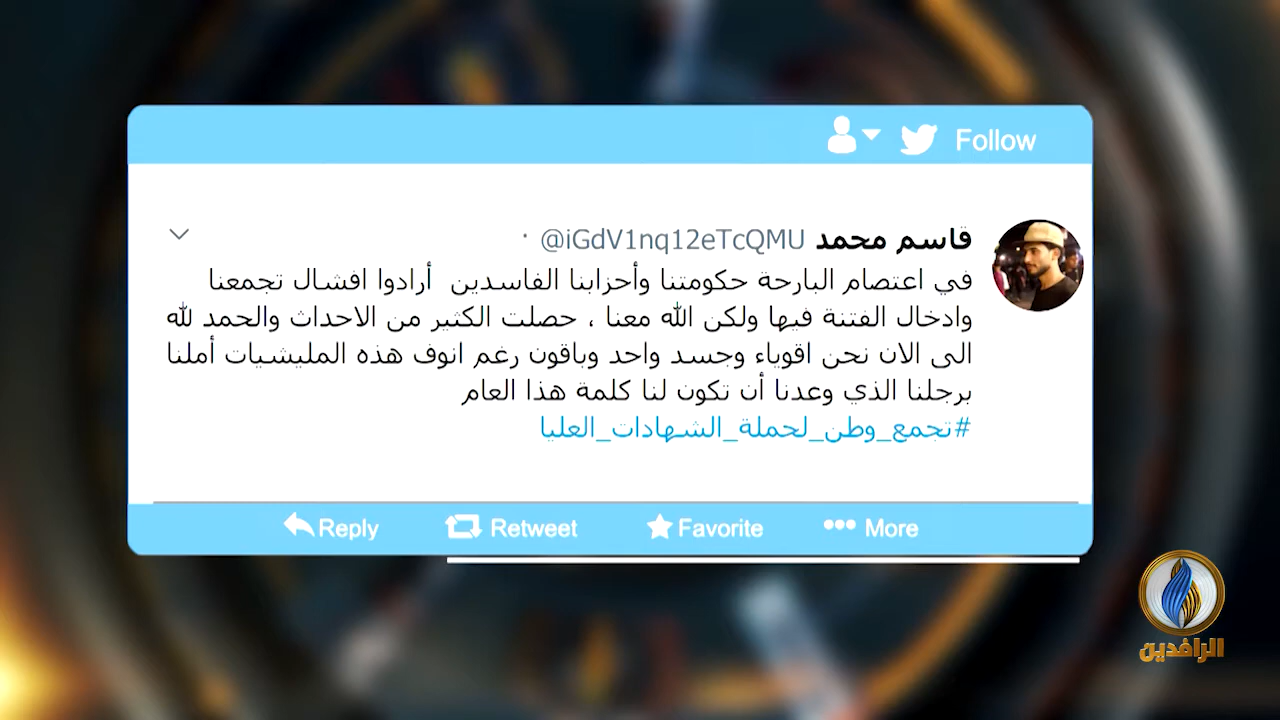 Follow
قاسم محمد @iGdV1nq12eTcQMU ·
في اعتصام البارحة حكومتنا وأحزابنا الفاسدين أرادوا افشال تجمعنا
وادخال الفتنة فيها ولكن الله معنا ، حصلت الكثير من الاحداث والحمد لله
الى الان نحن اقوياء وجسد واحد وباقون رغم انوف هذه المليشيات أملنا
برجلنا الذي وعدنا أن تكون لنا كلمة هذا العام
#تجمع_وطن_لحملة_الشهادات_العليا
Reply Retweet Favorite More
الرافدين